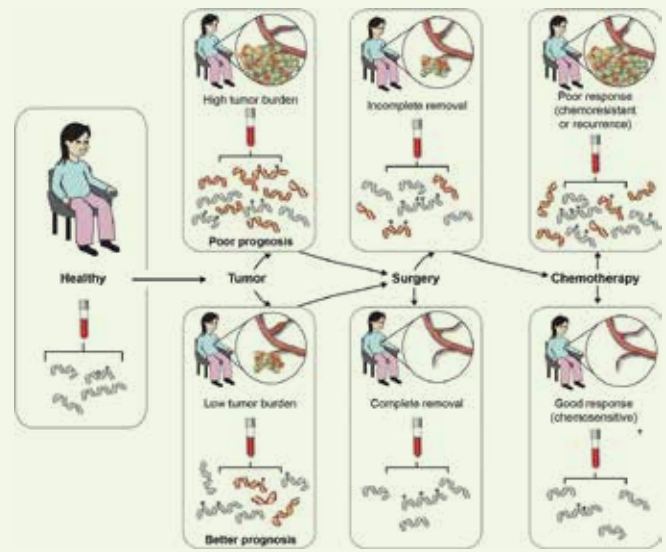 High tumor burden
Incomplete removal
Poor response
(chemoresistant
or recurrence)
Poor prognosis
Healthy
Tumor
Surgery
Chemotherapy
Low tumor burden
Complete removal
Good response
(chemosensitive)
Better prognosis